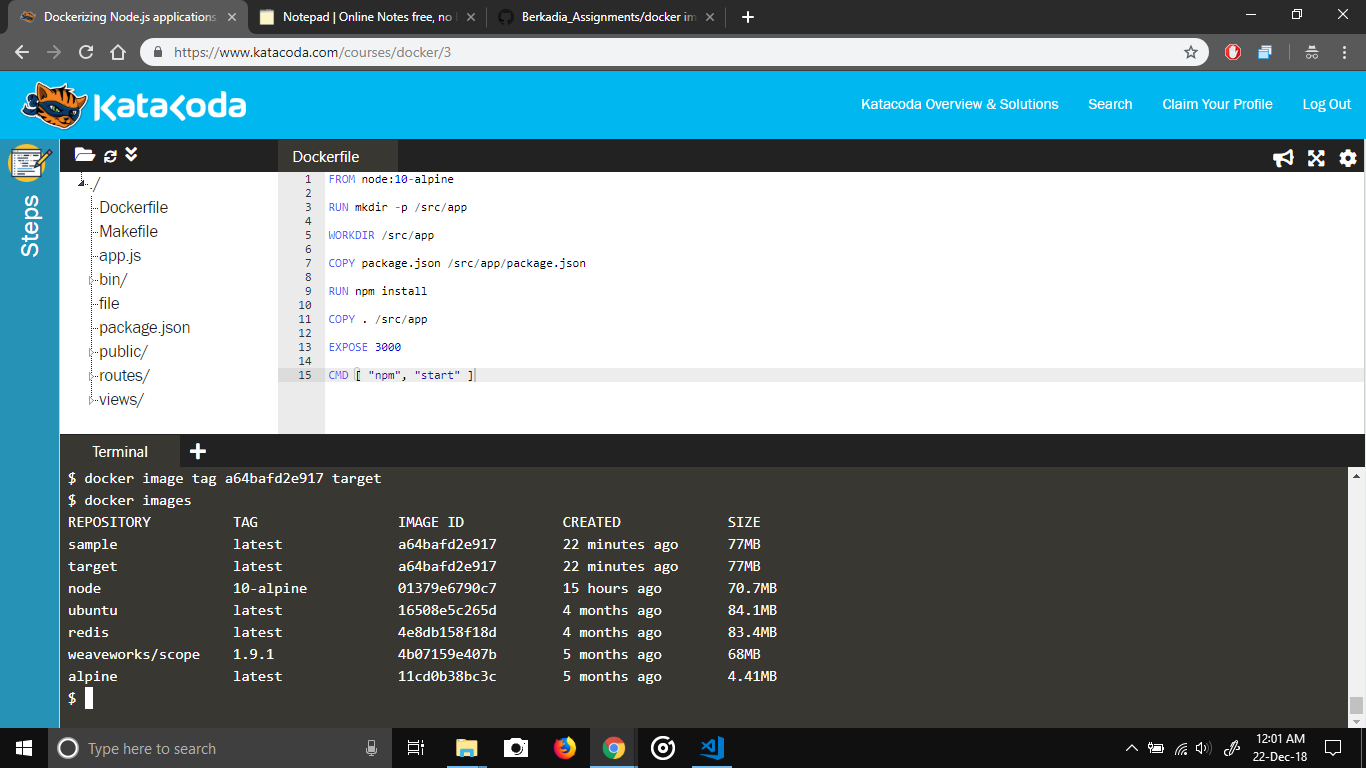 Dockerizing Node.js applications
Notepad | Online Notes free, no
Berkadia_Assignments/docker im
https://www.katacoda.com/courses/docker/3
KataKoda
Katacoda Overview & Solutions
Search
Claim Your Profile
Log Out
Steps
./
Dockerfile
Makefile
app.js
bin/
file
package.json
public/
routes/
views/
Dockerfile
1 FROM node:10-alpine
2
3 RUN mkdir -p /src/app
4
5 WORKDIR /src/app
6
7 COPY package.json /src/app/package.json
8
9 RUN npm install
10
11 COPY . /src/app
12
13 EXPOSE 3000
14
15 CMD [ "npm", "start" ]
Terminal
$ docker image tag a64bafd2e917 target
$ docker images
REPOSITORY TAG IMAGE ID CREATED SIZE
sample latest a64bafd2e917 22 minutes ago 77MB
target latest a64bafd2e917 22 minutes ago 77MB
node 10-alpine 01379e6790c7 15 hours ago 70.7MB
ubuntu latest 16508e5c265d 4 months ago 84.1MB
redis latest 4e8db158f18d 4 months ago 83.4MB
weaveworks/scope 1.9.1 4b07159e407b 5 months ago 68MB
alpine latest 11cd0b38bc3c 5 months ago 4.41MB
$
Type here to search
12:01 AM
22-Dec-18